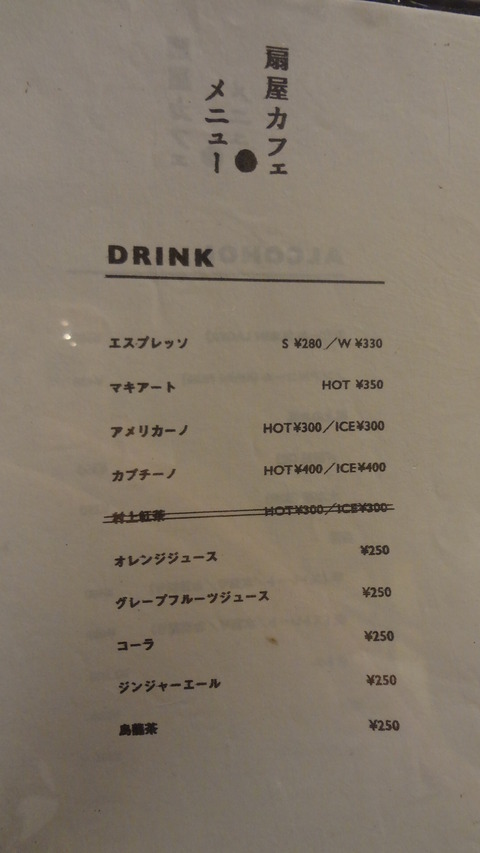 扇屋カフェ
メニュー
DRINK
エスプレッソ S ¥280／W ¥330
マキアート HOT ¥350
アメリカーノ HOT¥300／ICE¥300
カプチーノ HOT¥400／ICE¥400
村上紅茶 HOT¥300／ICE¥300
オレンジジュース ¥250
グレープフルーツジュース ¥250
コーラ ¥250
ジンジャーエール ¥250
烏龍茶 ¥250